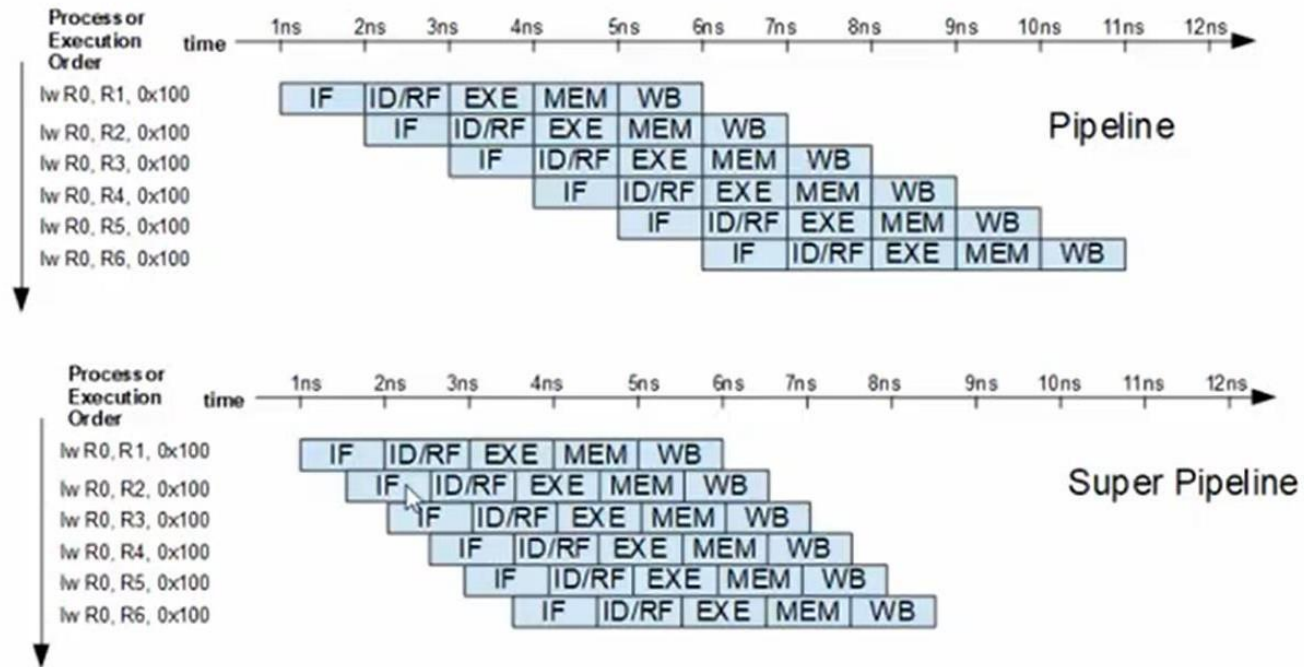 Processor
Execution
Order
time 1ns 2ns 3ns 4ns 5ns 6ns 7ns 8ns 9ns 10ns 11ns 12ns
lw R0, R1, 0x100 IF ID/RF EXE MEM WB
lw R0, R2, 0x100 IF ID/RF EXE MEM WB
Pipeline
lw R0, R3, 0x100 IF ID/RF EXE MEM WB
lw R0, R4, 0x100 IF ID/RF EXE MEM WB
lw R0, R5, 0x100 IF ID/RF EXE MEM WB
lw R0, R6, 0x100 IF ID/RF EXE MEM WB
Processor
Execution
Order
time 1ns 2ns 3ns 4ns 5ns 6ns 7ns 8ns 9ns 10ns 11ns 12ns
lw R0, R1, 0x100 IF ID/RF EXE MEM WB
lw R0, R2, 0x100 IF ID/RF EXE MEM WB
Super Pipeline
lw R0, R3, 0x100 IF ID/RF EXE MEM WB
lw R0, R4, 0x100 IF ID/RF EXE MEM WB
lw R0, R5, 0x100 IF ID/RF EXE MEM WB
lw R0, R6, 0x100 IF ID/RF EXE MEM WB